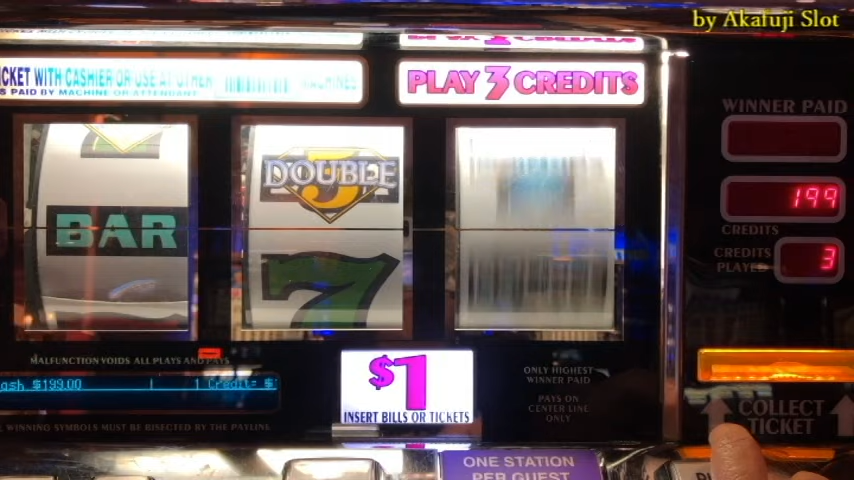 by Akafuji Slot
CKET WITH CASHIER OR USE AT OTHER MACHINES
S PAID BY MACHINE OR ATTENDANT
PLAY 3 CREDITS
WINNER PAID
199
CREDITS
CREDITS
PLAYED
3
BAR
5
DOUBLE
7
MALFUNCTION VOIDS ALL PLAYS AND PAYS
ash $199.00 1 Credit= $
WINNING SYMBOLS MUST BE BISECTED BY THE PAYLINE
$1
INSERT BILLS OR TICKETS
ONLY HIGHEST
WINNER PAID
PAYS ON
CENTER LINE
ONLY
COLLECT
TICKET
ONE STATION
PER GUEST